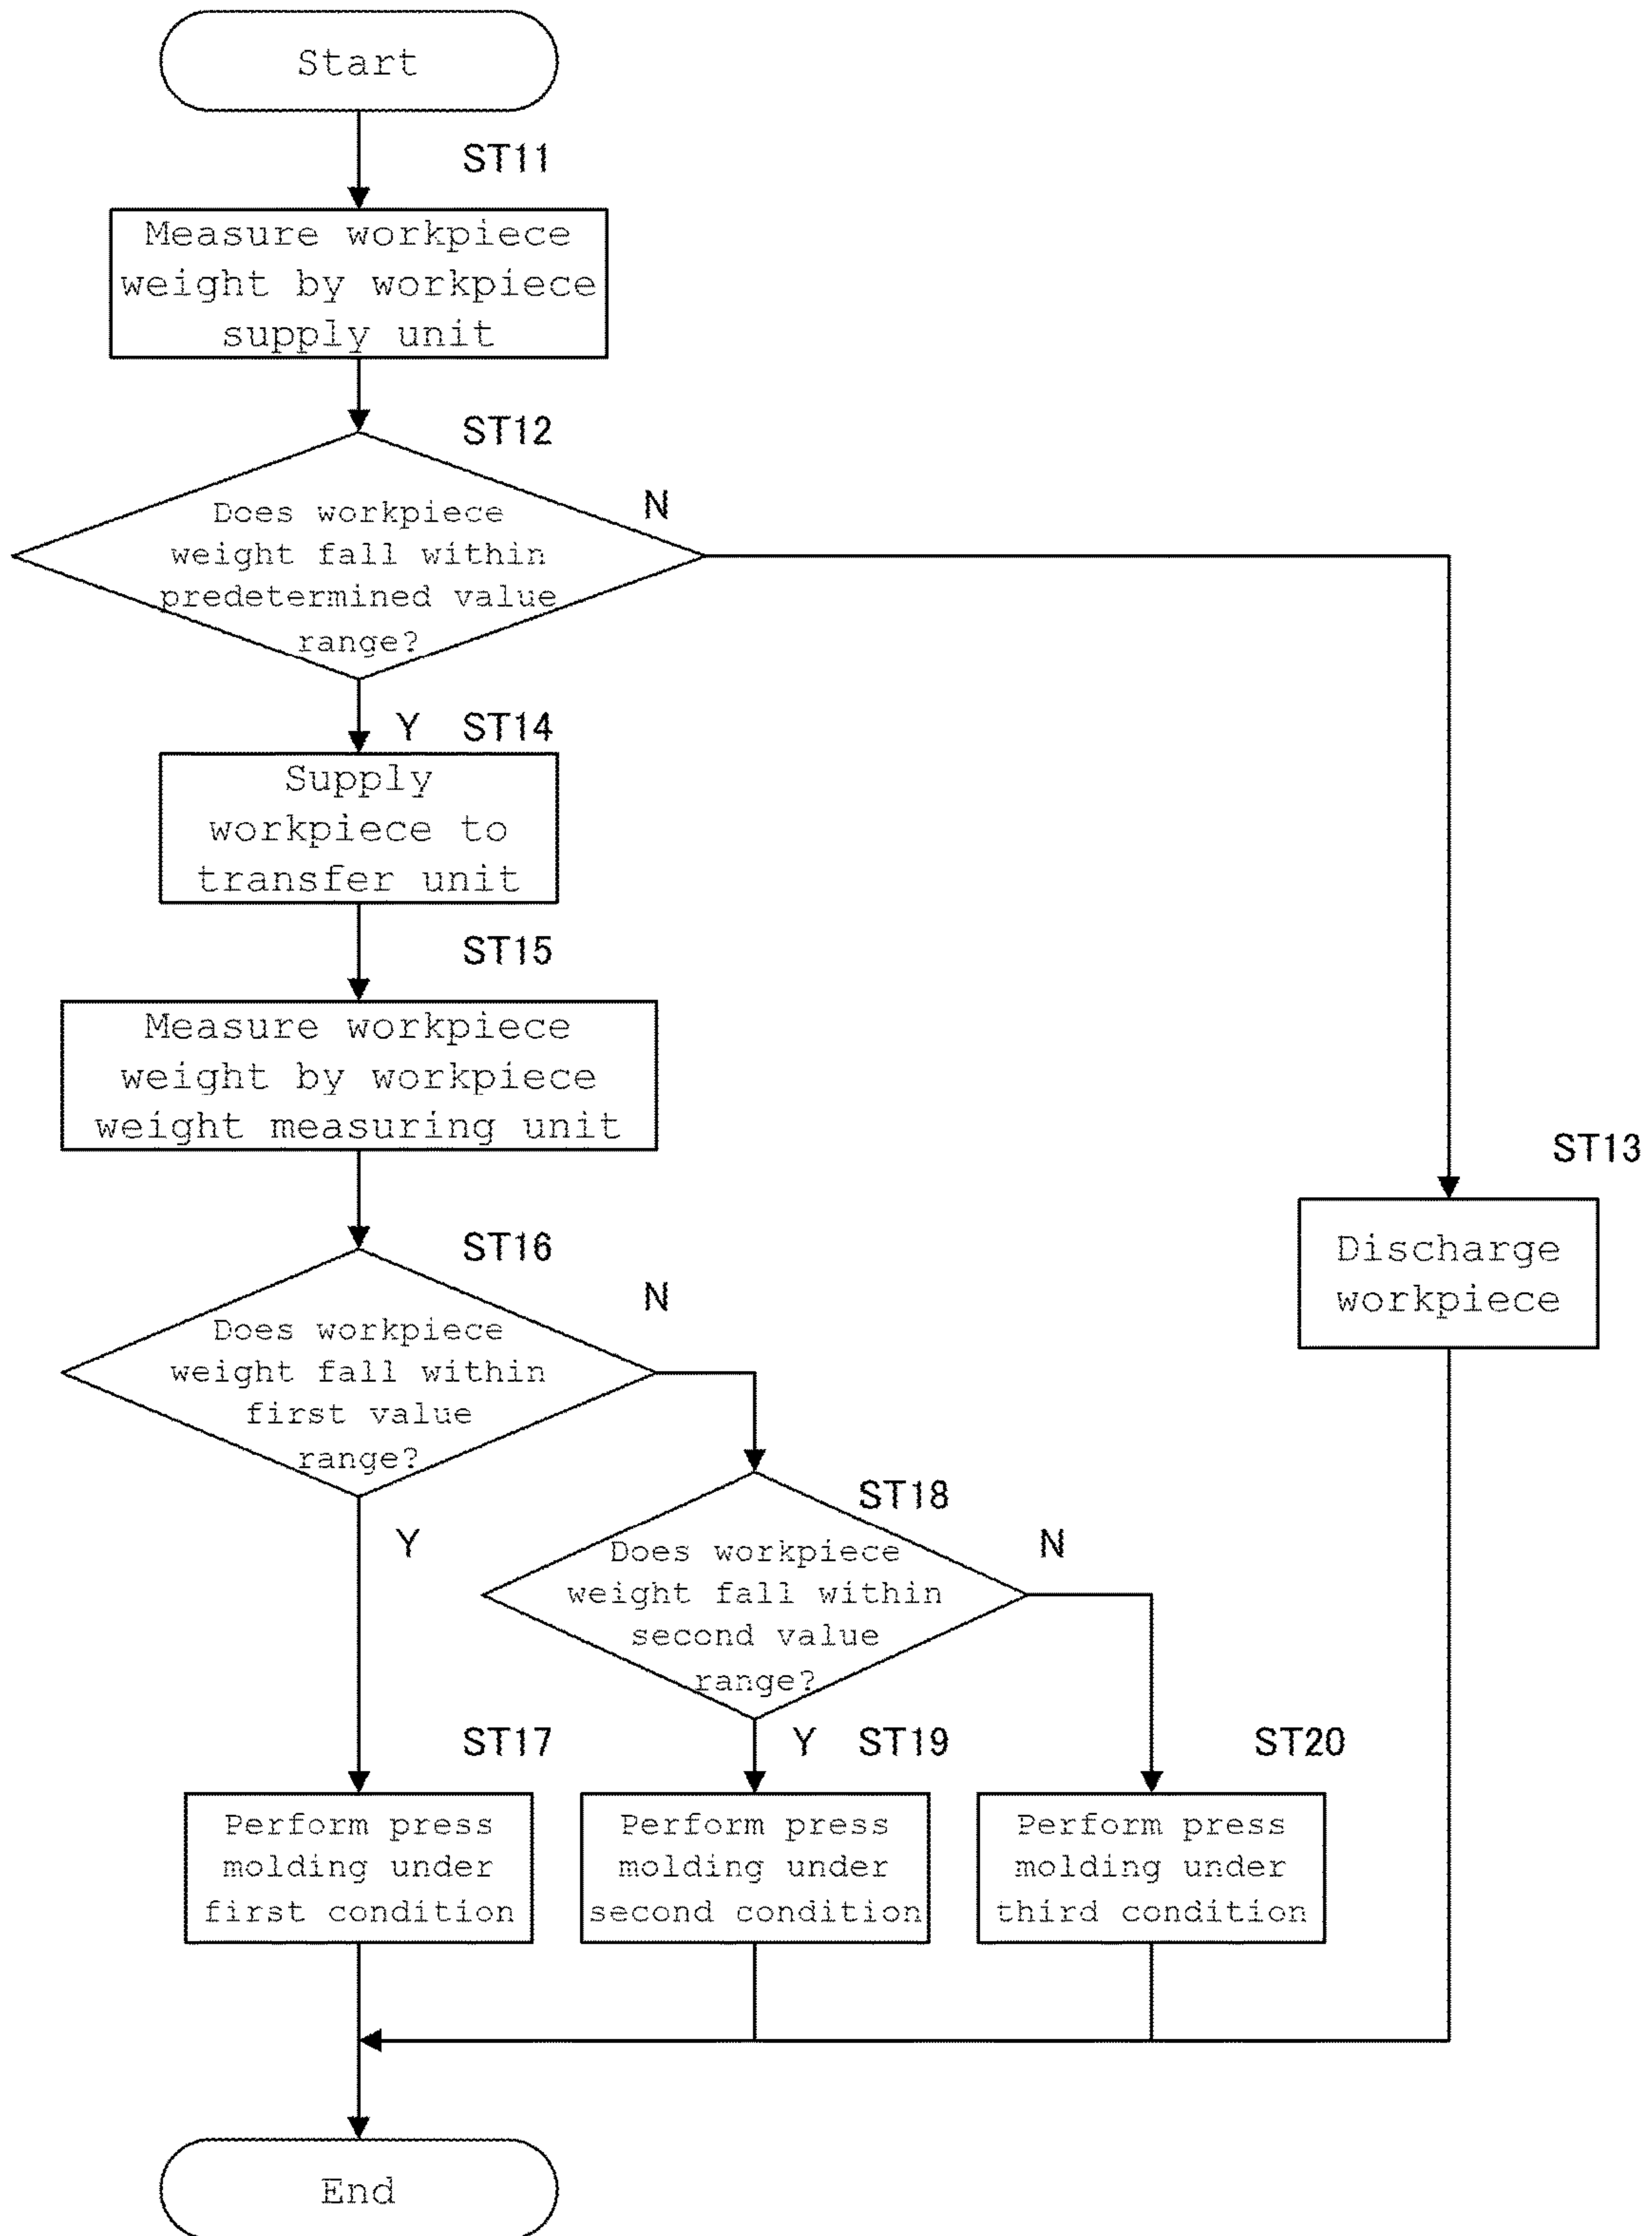 Start
ST11
Measure workpiece
weight by workpiece
supply unit
ST12
Does workpiece
weight fall within
predetermined value
range?
N
Y
ST14
Supply
workpiece to
transfer unit
ST15
Measure workpiece
weight by workpiece
weight measuring unit
ST13
Discharge
workpiece
ST16
Does workpiece
weight fall within
first value
range?
N
Y
ST18
Does workpiece
weight fall within
second value
range?
N
ST17
Y
ST19
ST20
Perform press
molding under
first condition
Perform press
molding under
second condition
Perform press
molding under
third condition
End